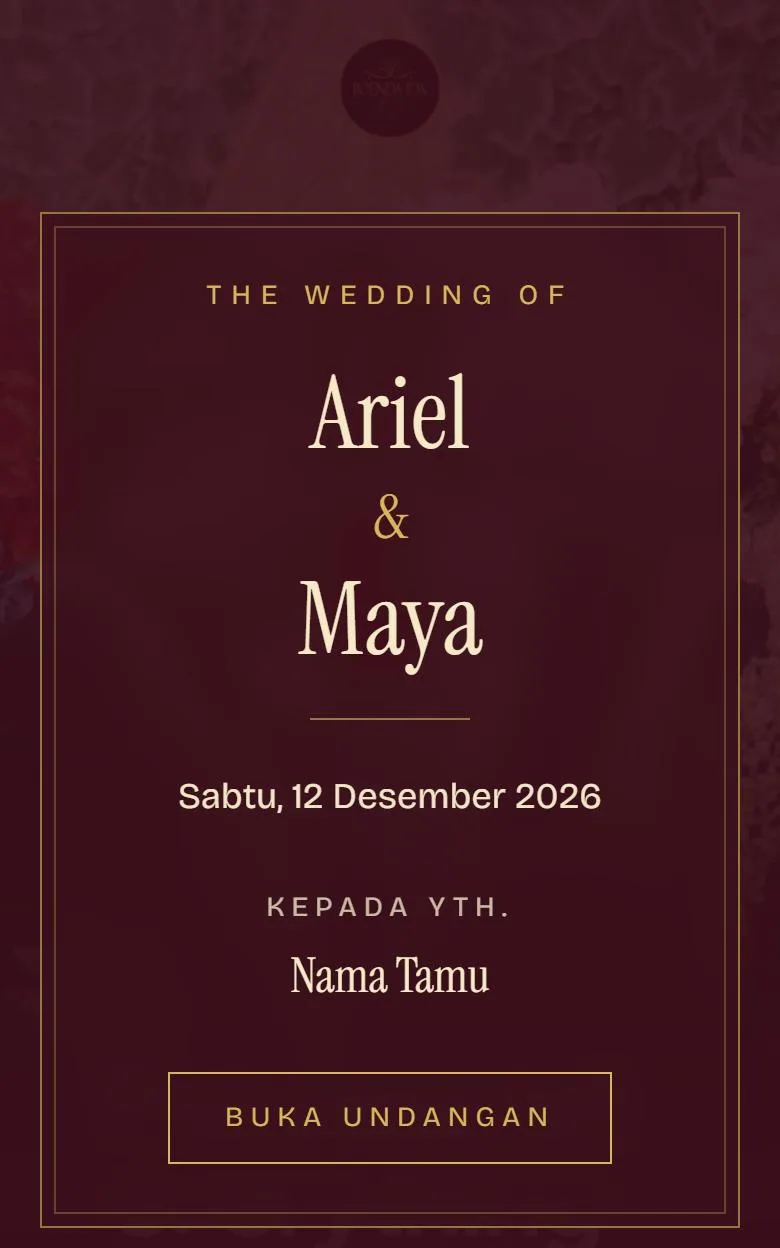 THE WEDDING OF
Ariel
&
Maya
Sabtu, 12 Desember 2026
KEPADA YTH.
Nama Tamu
BUKA UNDANGAN